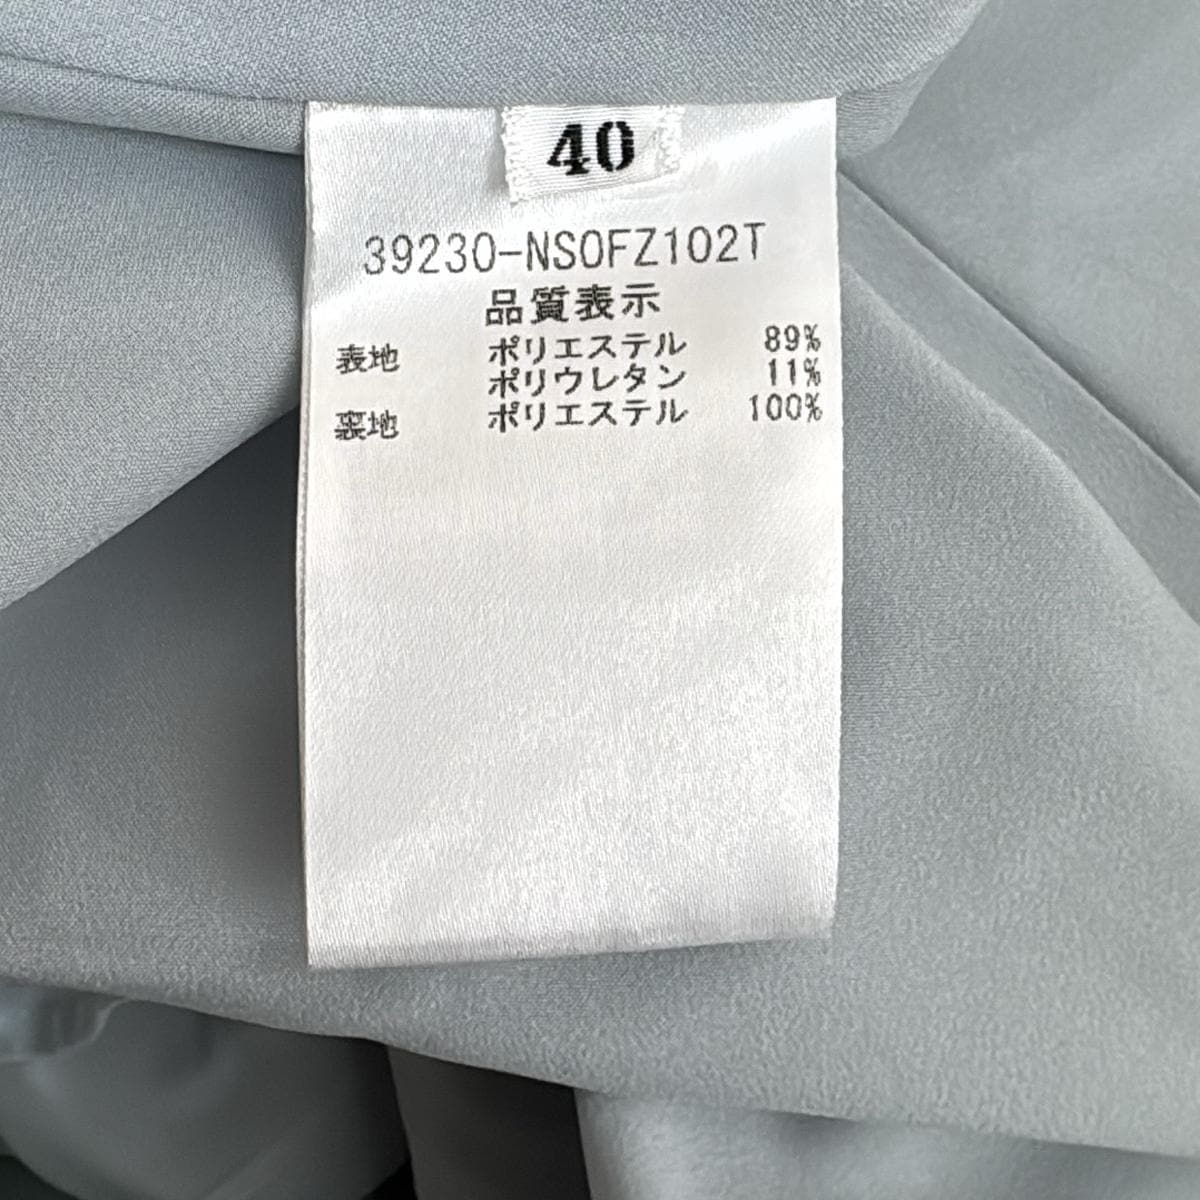 40
39230-NSOFZ102T
品質表示
表地 ポリエステル 89%
ポリウレタン 11%
裏地 ポリエステル 100%